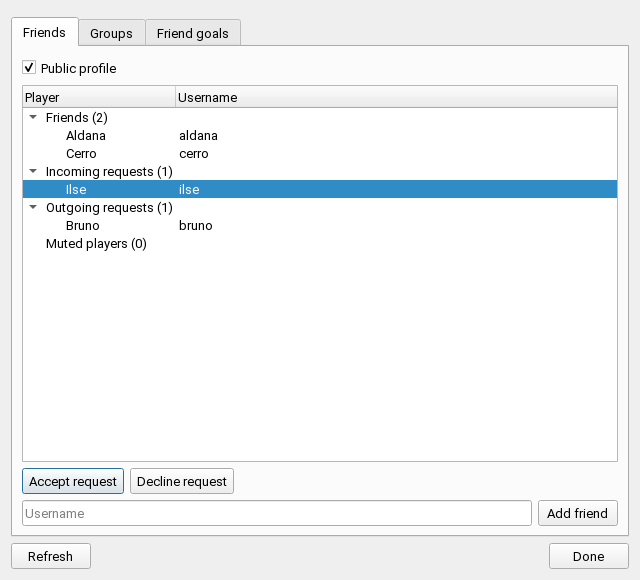 Friends Groups Friend goals
Public profile
Player Username
Friends (2)
Aldana aldana
Cerro cerro
Incoming requests (1)
Ilse ilse
Outgoing requests (1)
Bruno bruno
Muted players (0)
Accept request Decline request
Username Add friend
Refresh Done